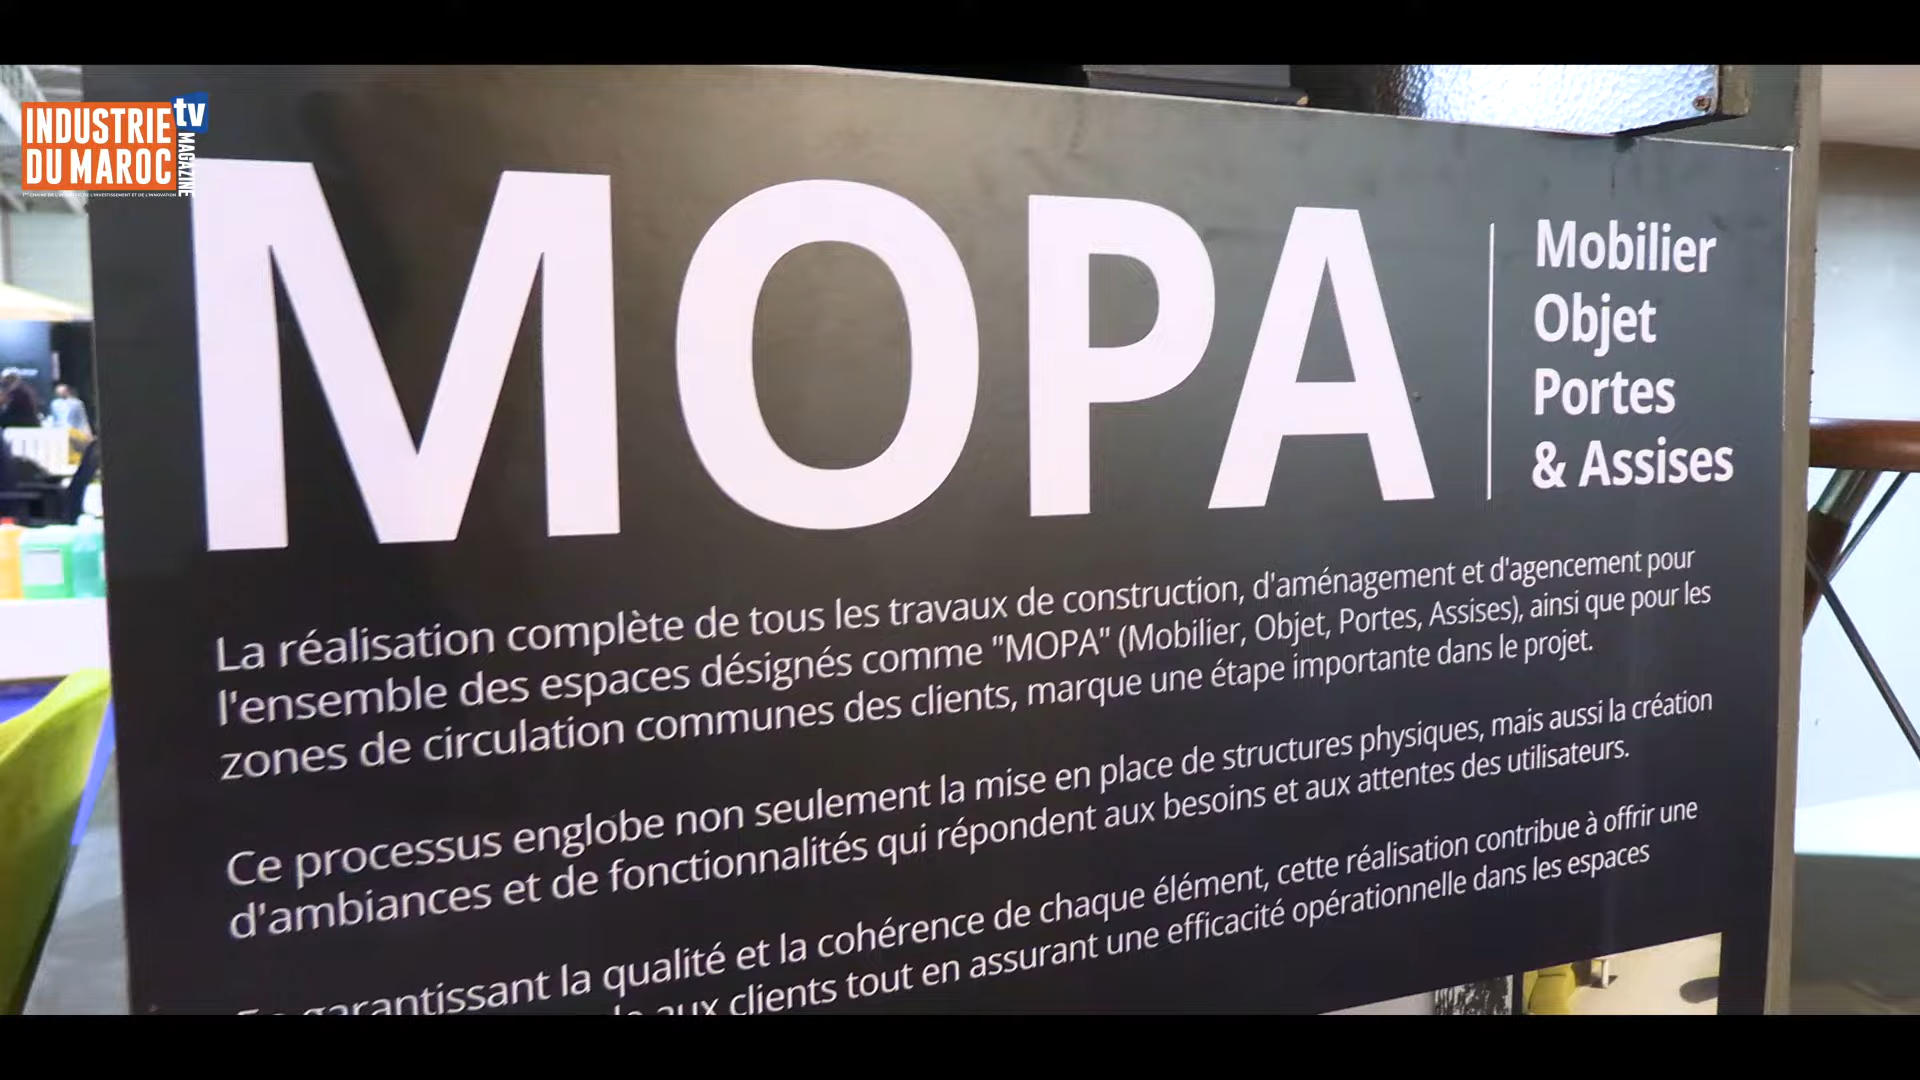 INDUSTRIE
DU MAROC
tv
MAGAZINE
MOPA
Mobilier
Objet
Portes
& Assises
La réalisation complète de tous les travaux de construction, d'aménagement et d'agencement pour
l'ensemble des espaces désignés comme "MOPA" (Mobilier, Objet, Portes, Assises), ainsi que pour les
zones de circulation communes des clients, marque une étape importante dans le projet.
Ce processus englobe non seulement la mise en place de structures physiques, mais aussi la création
d'ambiances et de fonctionnalités qui répondent aux besoins et aux attentes des utilisateurs.
garantissant la qualité et la cohérence de chaque élément, cette réalisation contribue à offrir une
aux clients tout en assurant une efficacité opérationnelle dans les espaces